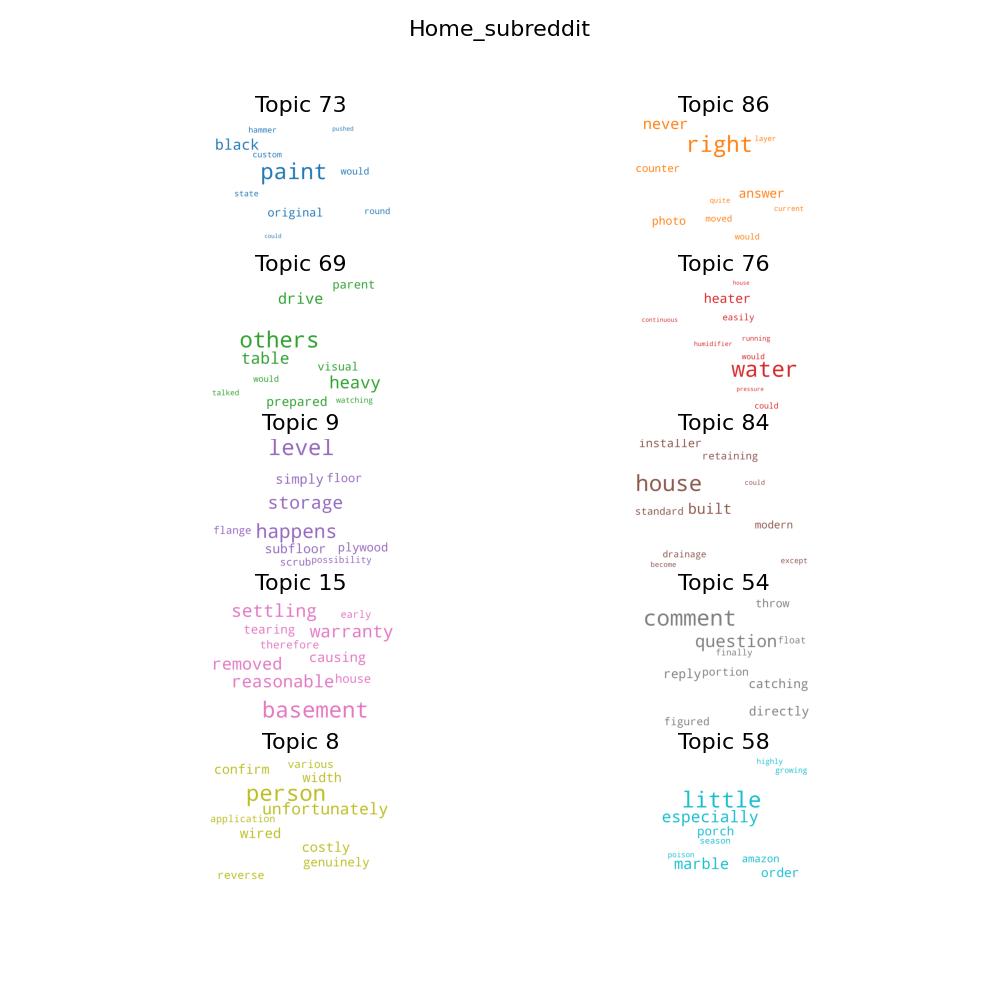 Home_subreddit
Topic 73
hammer pushed
black
custom
paint would
state
original round
could
Topic 86
never
right layer
counter
answer
quite
current
photo moved
would
Topic 69
parent
drive
others
table
visual
would heavy
talked
prepared watching
Topic 76
house
heater
continuous easily
running
humidifier
would
water
pressure
could
Topic 9
level
simply floor
storage
flange happens
subfloor plywood
scrub possibility
Topic 84
installer
retaining
house could
standard built
modern
drainage
become except
Topic 15
settling early
tearing warranty
therefore
removed causing
reasonable house
basement
Topic 54
throw
comment
question float
finally
reply portion
catching
directly
figured
Topic 8
confirm various
width
person
unfortunately
application
wired
costly
genuinely
reverse
Topic 58
highly
growing
little
especially
porch
season
poison
marble amazon
order